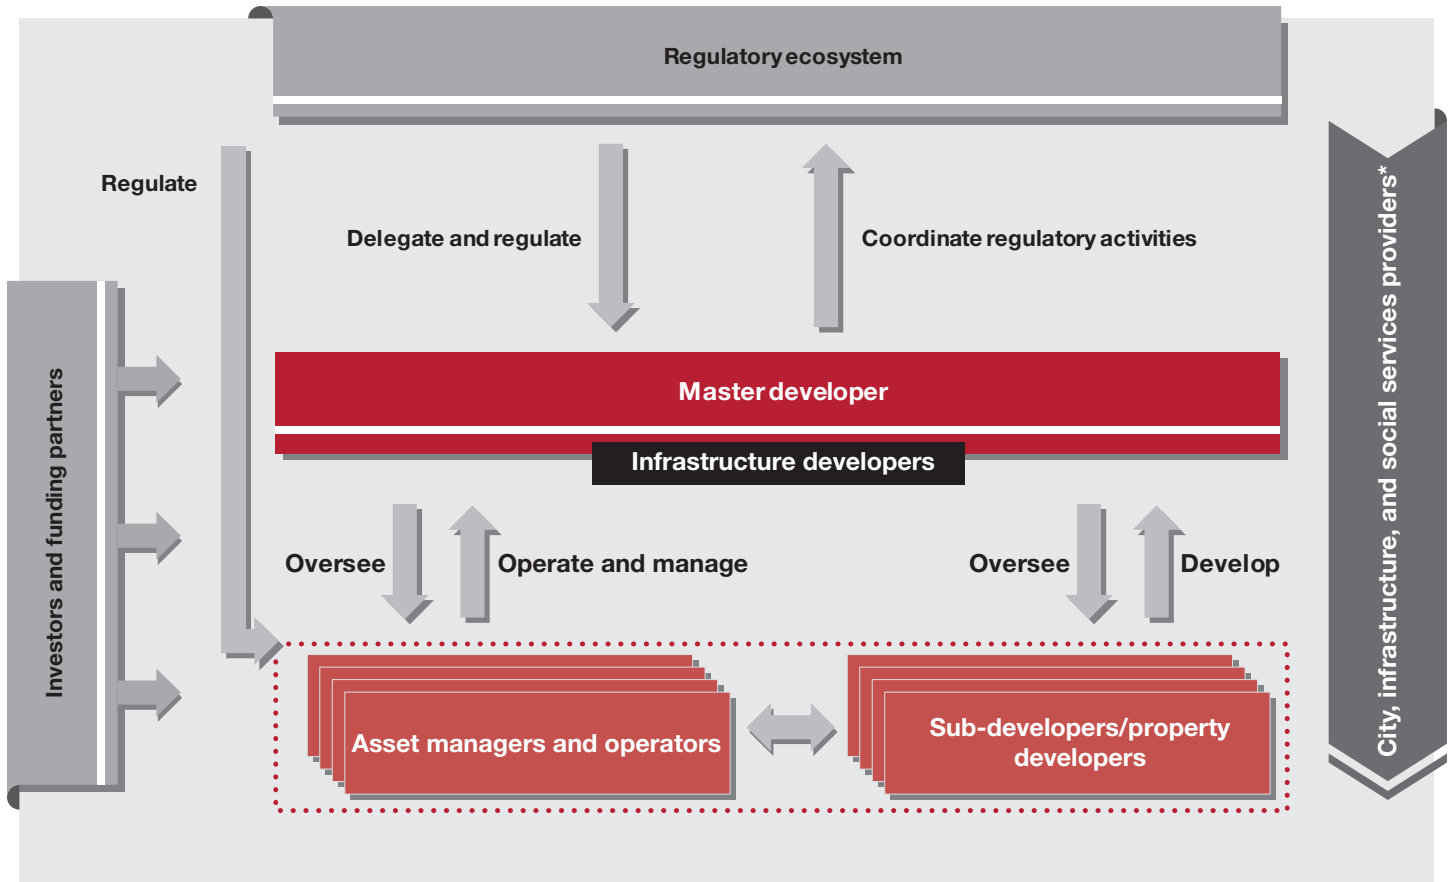 Regulatory ecosystem
Regulate
Delegate and regulate
Coordinate regulatory activities
Master developer
Infrastructure developers
Oversee
Operate and manage
Oversee
Develop
Asset managers and operators
Sub-developers/property
developers
Investors and funding partners
City, infrastructure, and social services providers*